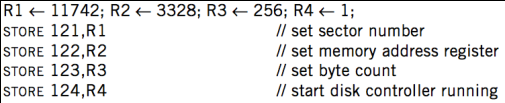 R1 ← 11742; R2 ← 3328; R3 ← 256; R4 ← 1;
STORE 121,R1 // set sector number
STORE 122,R2 // set memory address register
STORE 123,R3 // set byte count
STORE 124,R4 // start disk controller running